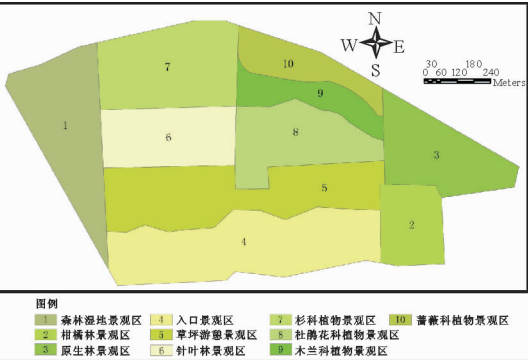 N
W E
S
30 180
0 60 120 240
Meters
10
7
9
1
8
3
6
5
2
4
图例
1 森林湿地景观区 4 入口景观区 7 杉科植物景观区 10 蔷薇科植物景观区
2 柑橘林景观区 5 草坪游憩景观区 8 杜鹃花科植物景观区
3 原生林景观区 6 针叶林景观区 9 木兰科植物景观区